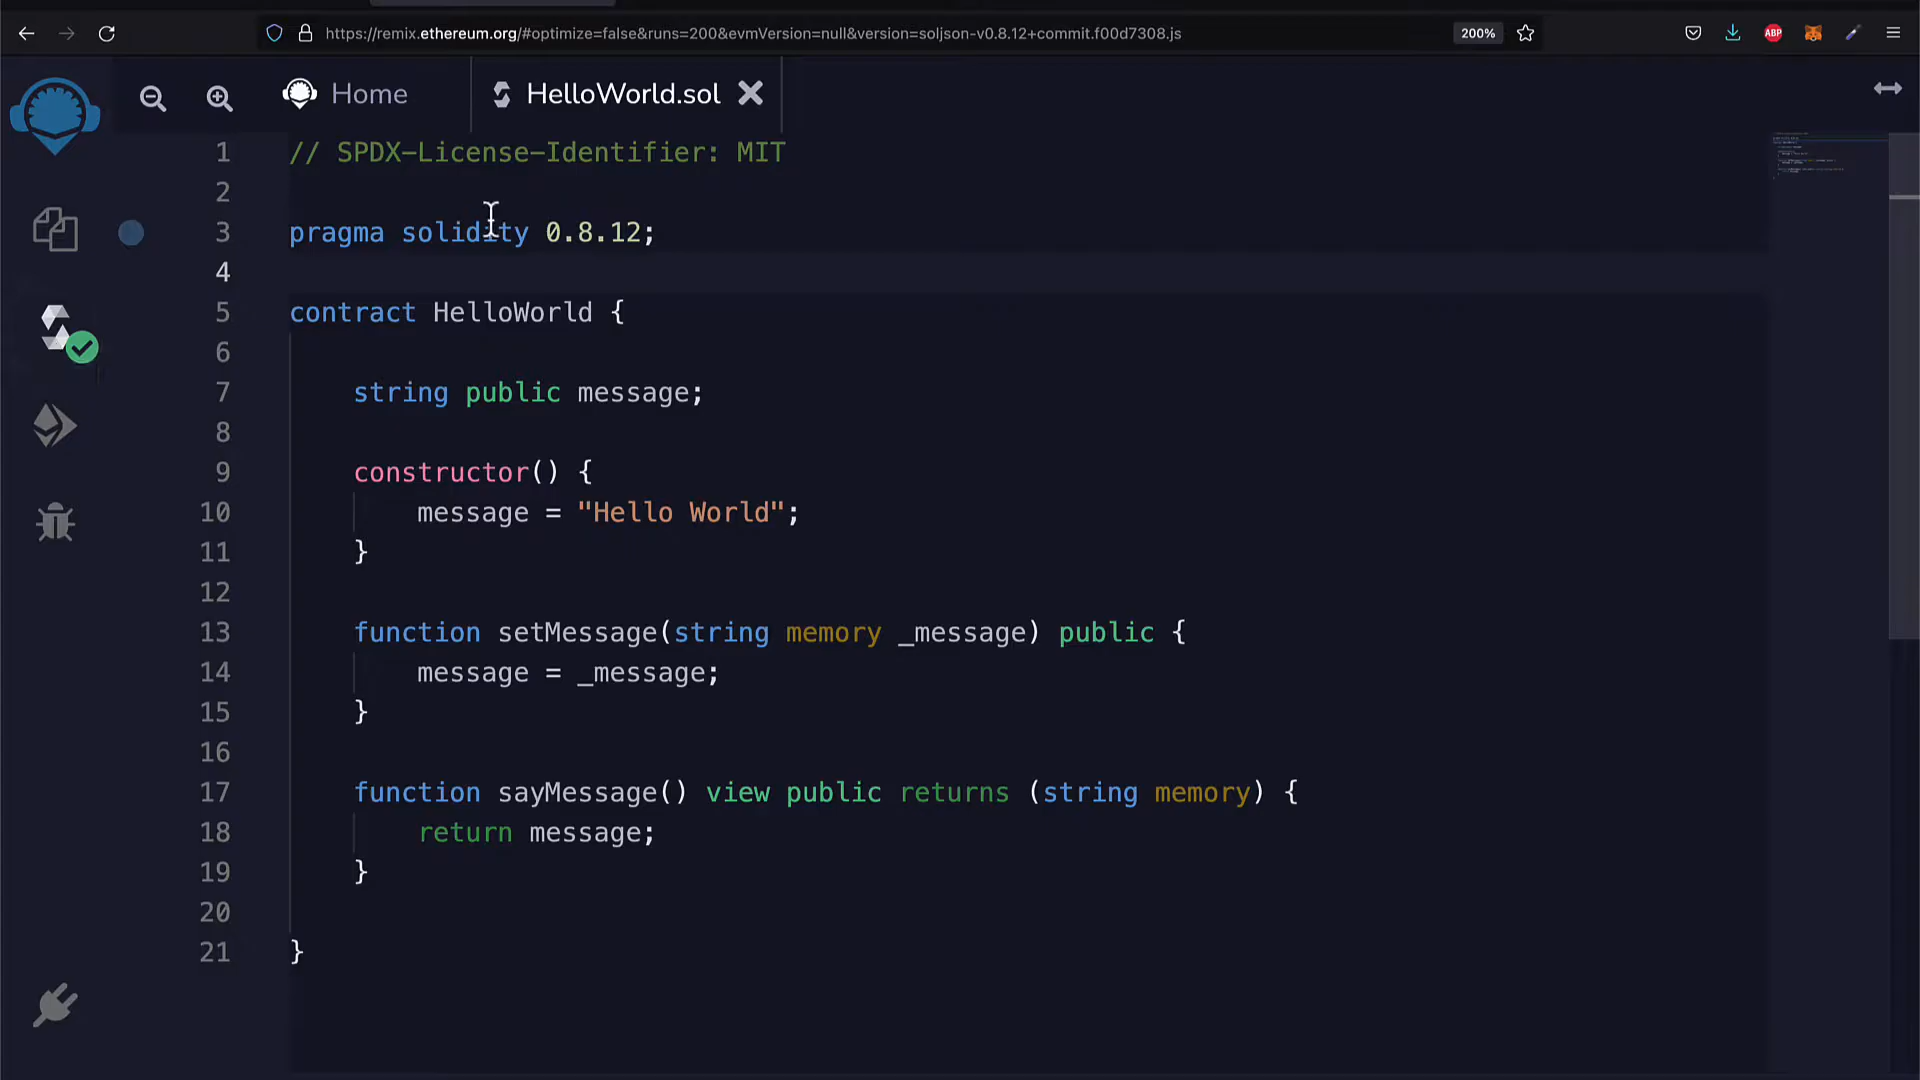 https://remix.ethereum.org/#optimize=false&runs=200&evmVersion=null&version=soljson-v0.8.12+commit.f00d7308.js
200%
ABP
Home
HelloWorld.sol
1 // SPDX-License-Identifier: MIT
2
3 pragma solidity 0.8.12;
4
5 contract HelloWorld {
6
7 string public message;
8
9 constructor() {
10 message = "Hello World";
11 }
12
13 function setMessage(string memory _message) public {
14 message = _message;
15 }
16
17 function sayMessage() view public returns (string memory) {
18 return message;
19 }
20
21 }